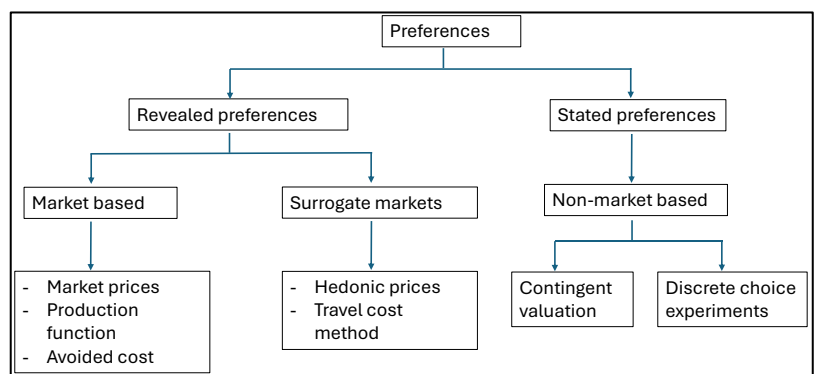 Preferences
Revealed preferences
Stated preferences
Market based
Surrogate markets
Non-market based
- Market prices
- Production
function
- Avoided cost
- Hedonic prices
- Travel cost
method
Contingent
valuation
Discrete choice
experiments